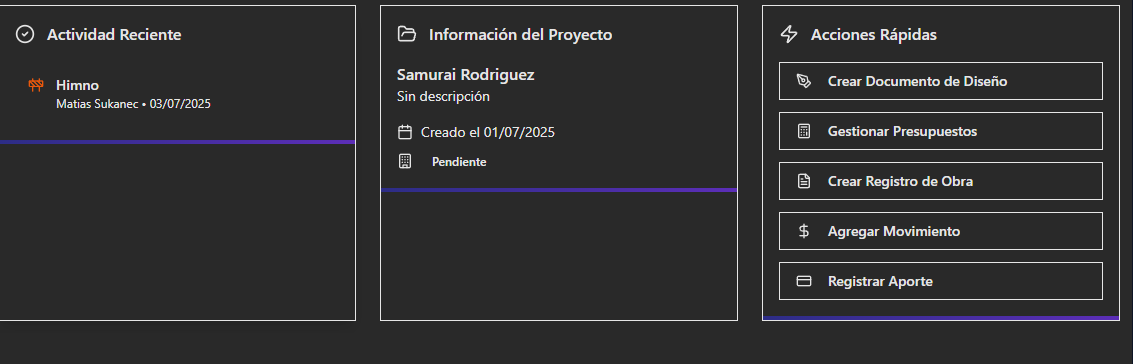 Actividad Reciente
Himno
Matias Sukanec • 03/07/2025
Información del Proyecto
Samurai Rodriguez
Sin descripción
Creado el 01/07/2025
Pendiente
Acciones Rápidas
Crear Documento de Diseño
Gestionar Presupuestos
Crear Registro de Obra
Agregar Movimiento
Registrar Aporte